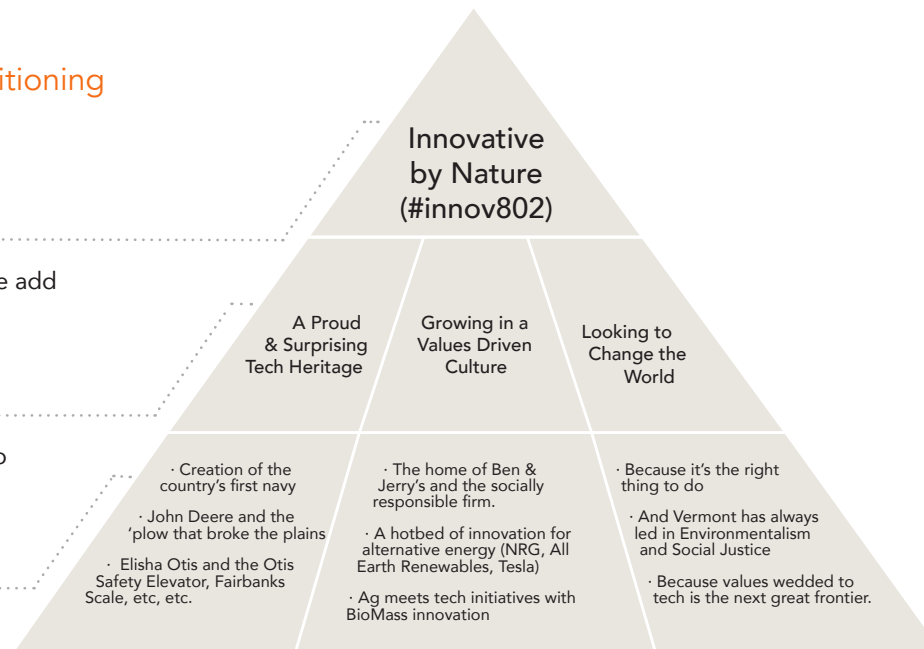 itioning
Innovative
by Nature
(#innov802)
e add
A Proud
& Surprising
Tech Heritage
Growing in a
Values Driven
Culture
Looking to
Change the
World
· Creation of the
country's first navy
· John Deere and the
'plow that broke the plains
· Elisha Otis and the Otis
Safety Elevator, Fairbanks
Scale, etc, etc.
· The home of Ben &
Jerry's and the socially
responsible firm.
· A hotbed of innovation for
alternative energy (NRG, All
Earth Renewables, Tesla)
· Ag meets tech initiatives with
BioMass innovation
· Because it's the right
thing to do
· And Vermont has always
led in Environmentalism
and Social Justice
· Because values wedded to
tech is the next great frontier.